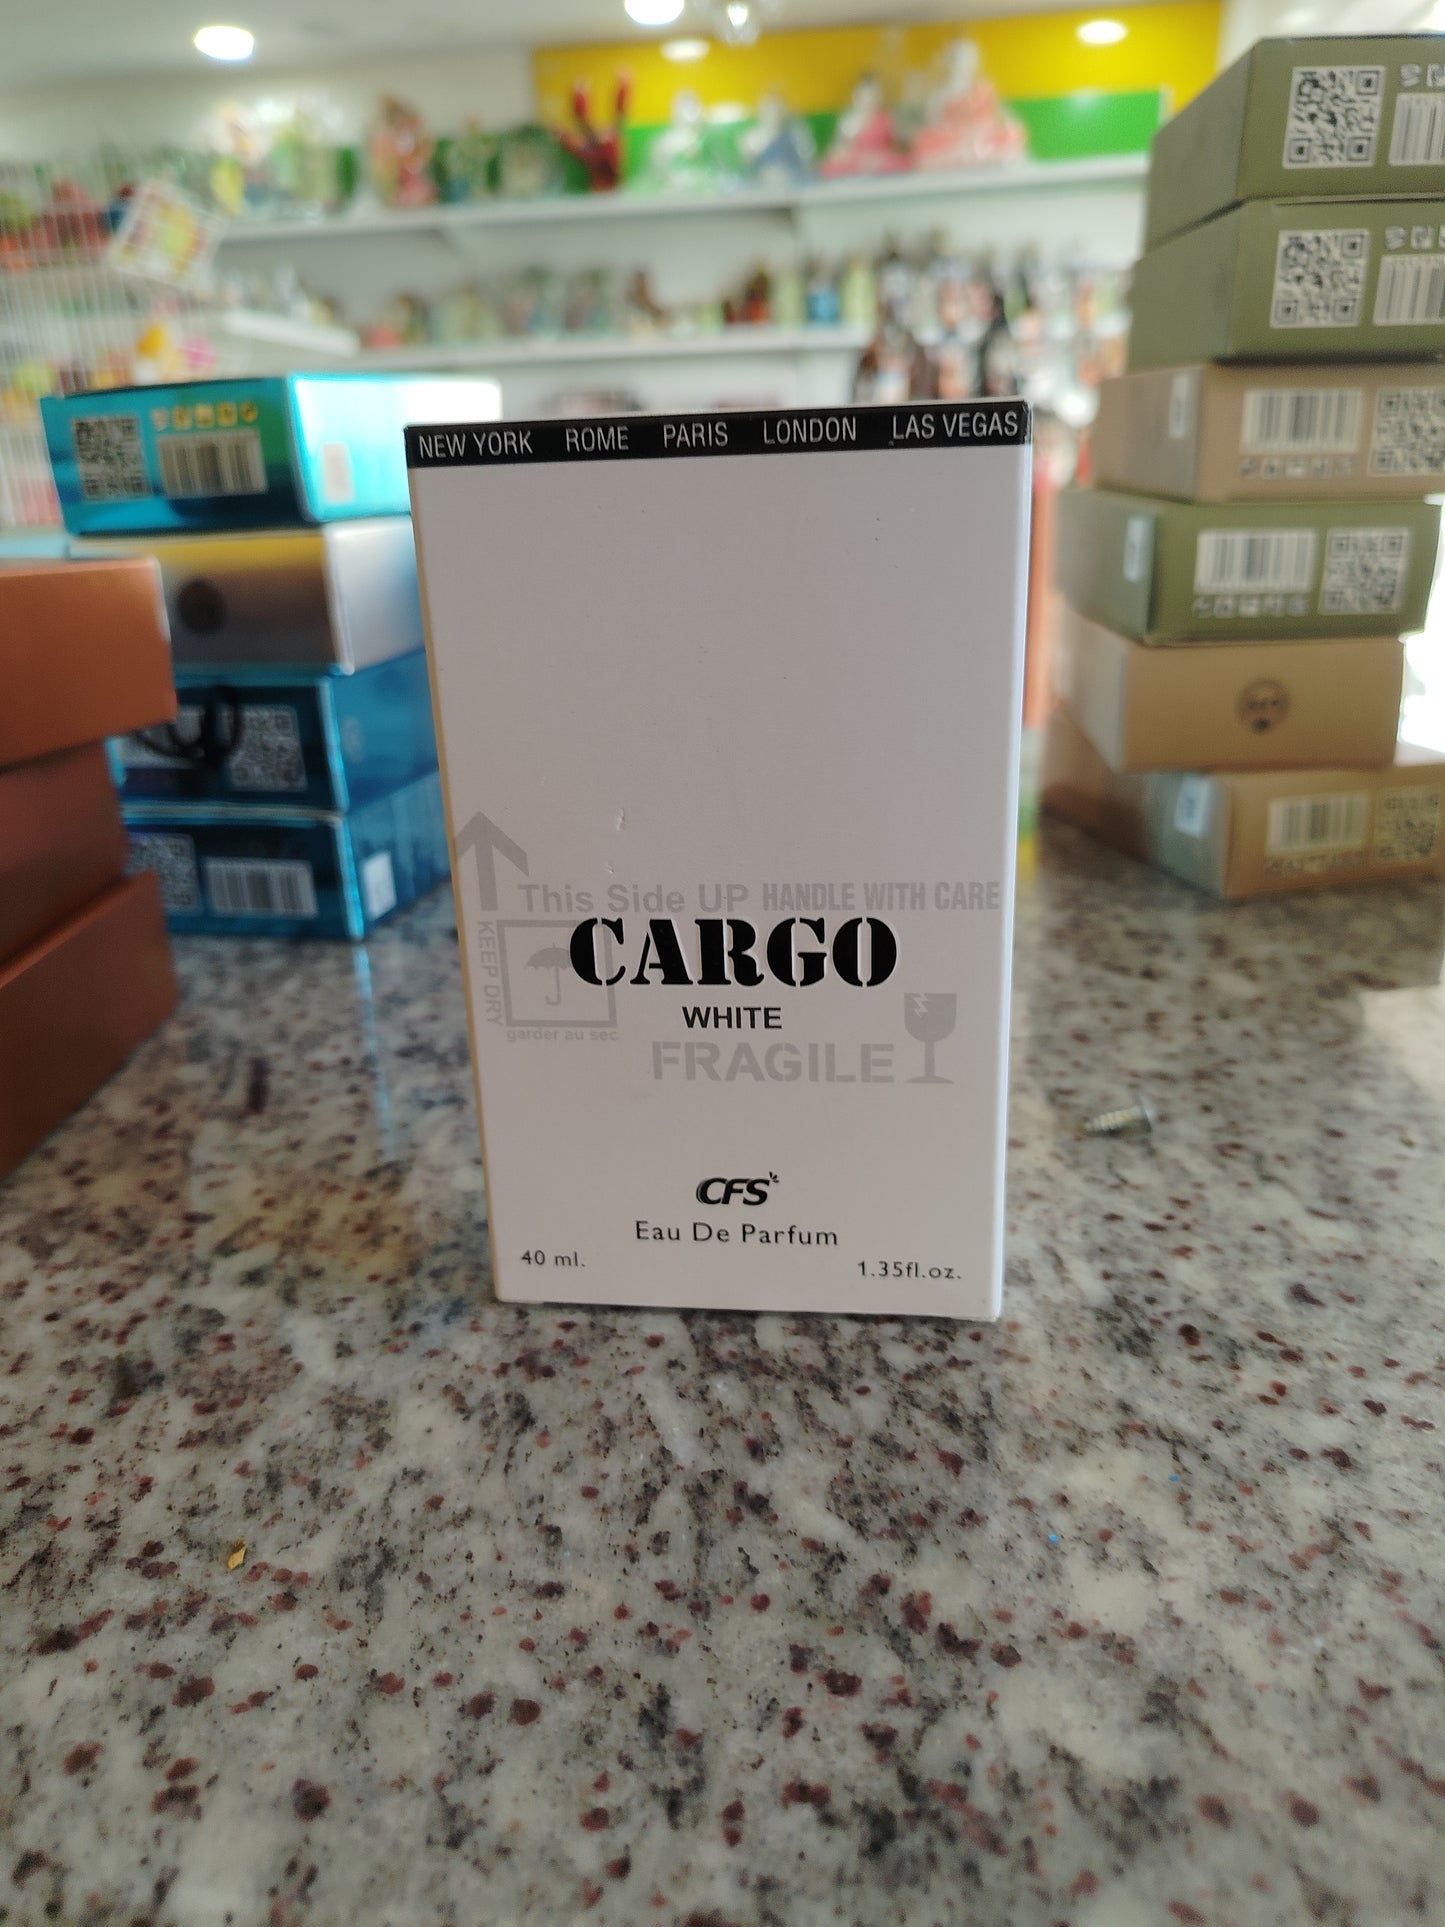 NEW YORK ROME PARIS LONDON LAS VEGAS
This Side UP HANDLE WITH CARE
KEEP DRY
CARGO
WHITE
garder au sec
FRAGILE
CFS
Eau De Parfum
40 ml.
1.35fl.oz.